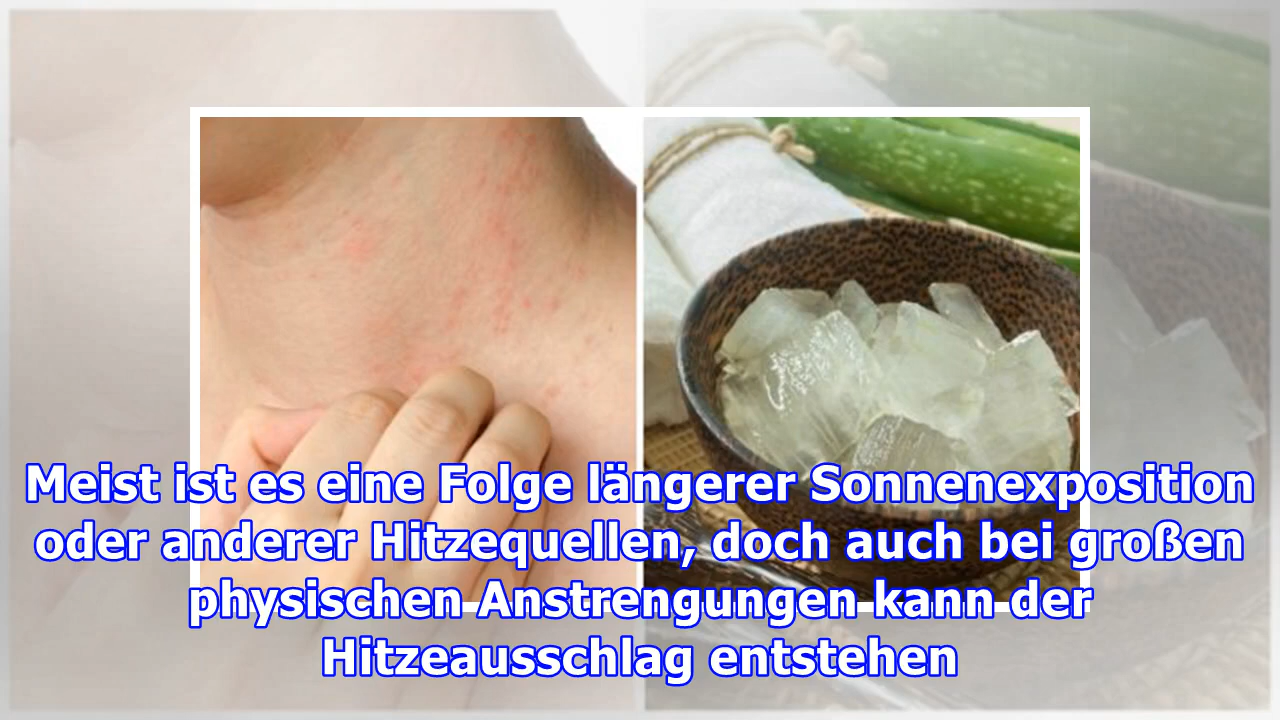 Meist ist es eine Folge längerer Sonnenexposition
oder anderer Hitzequellen, doch auch bei großen
physischen Anstrengungen kann der
Hitzeausschlag entstehen